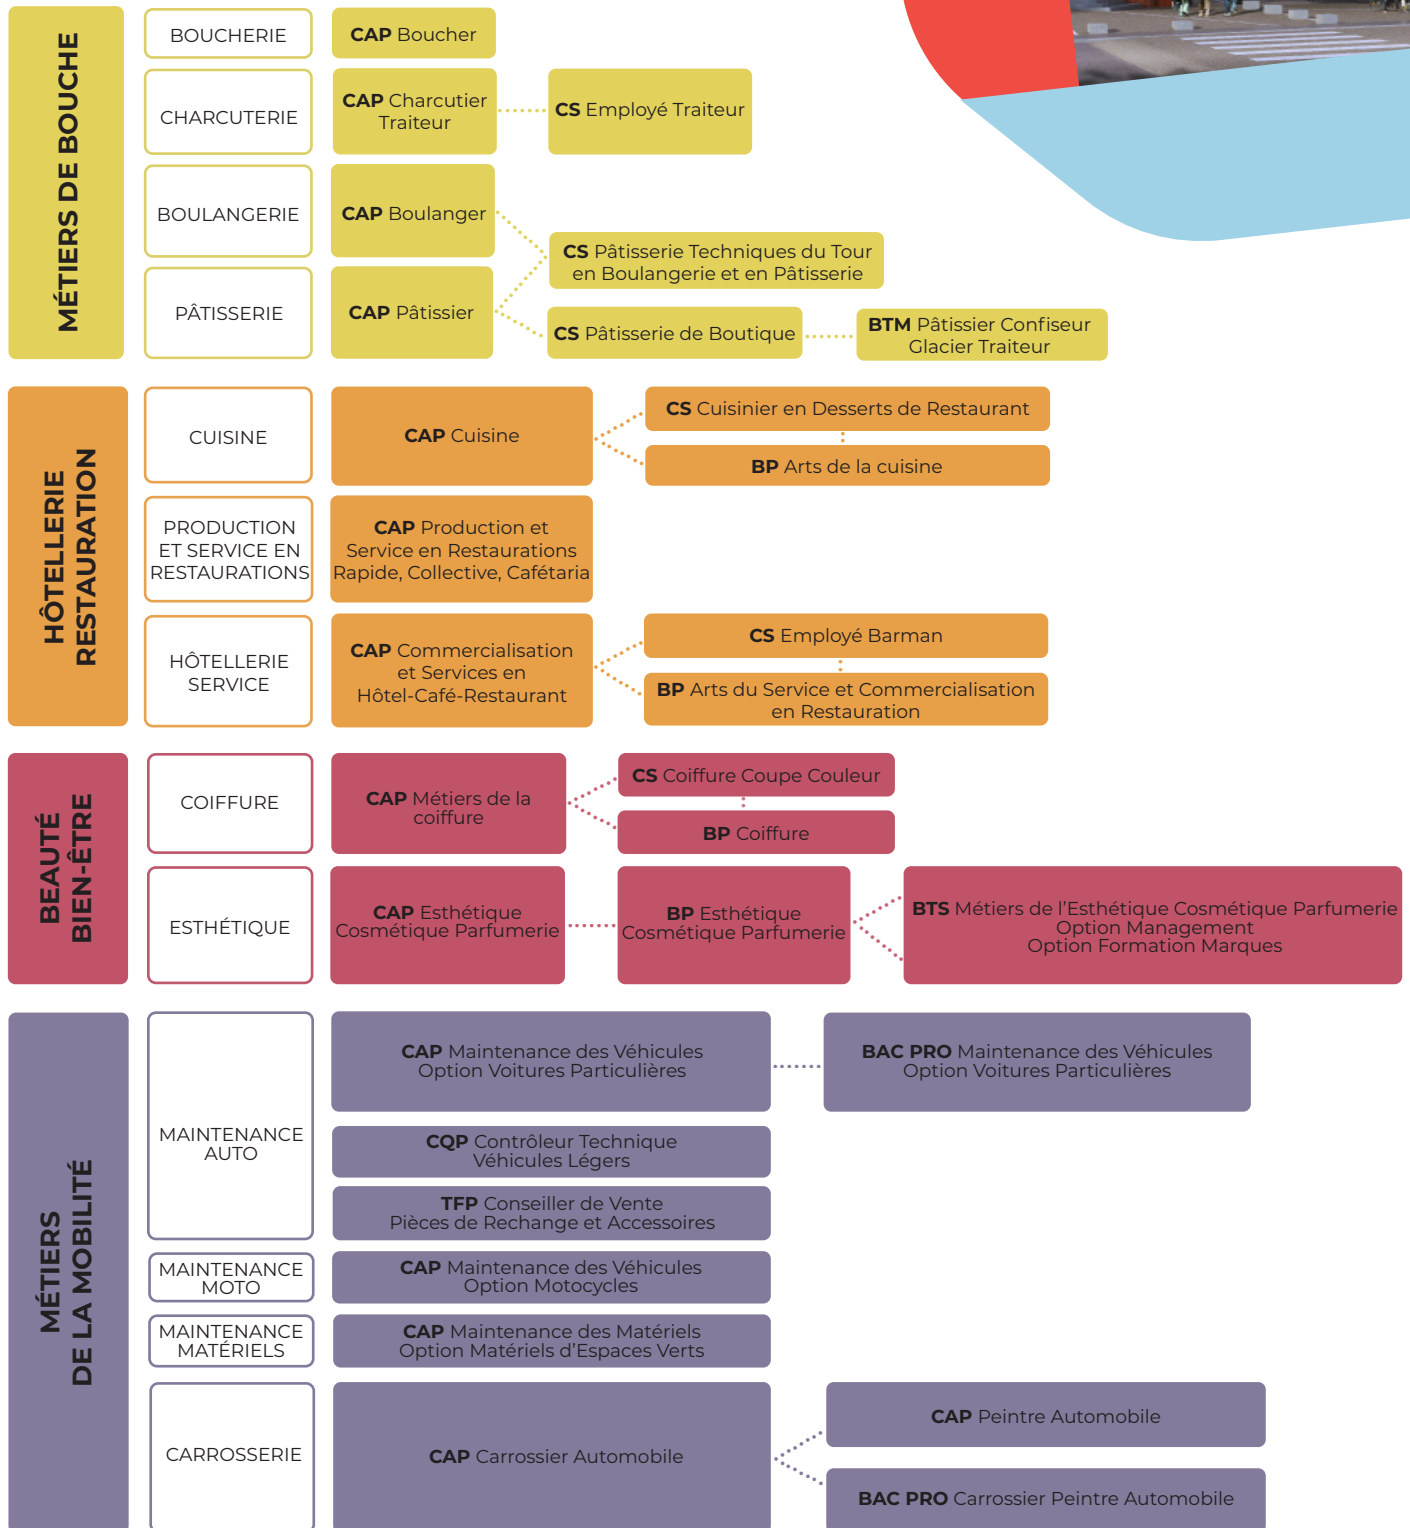 MÉTIERS DE BOUCHE
BOUCHERIE
CAP Boucher
CHARCUTERIE
CAP Charcutier
Traiteur
CS Employé Traiteur
BOULANGERIE
CAP Boulanger
CS Pâtisserie Techniques du Tour
en Boulangerie et en Pâtisserie
PÂTISSERIE
CAP Pâtissier
CS Pâtisserie de Boutique
BTM Pâtissier Confiseur
Glacier Traiteur
HÔTELLERIE
RESTAURATION
CUISINE
CAP Cuisine
CS Cuisinier en Desserts de Restaurant
BP Arts de la cuisine
PRODUCTION
ET SERVICE EN
RESTAURATIONS
CAP Production et
Service en Restaurations
Rapide, Collective, Cafétaria
HÔTELLERIE
SERVICE
CAP Commercialisation
et Services en
Hôtel-Café-Restaurant
CS Employé Barman
BP Arts du Service et Commercialisation
en Restauration
BEAUTÉ
BIEN-ÊTRE
COIFFURE
CAP Métiers de la
coiffure
CS Coiffure Coupe Couleur
BP Coiffure
ESTHÉTIQUE
CAP Esthétique
Cosmétique Parfumerie
BP Esthétique
Cosmétique Parfumerie
BTS Métiers de l'Esthétique Cosmétique Parfumerie
Option Management
Option Formation Marques
MÉTIERS
DE LA MOBILITÉ
MAINTENANCE
AUTO
CAP Maintenance des Véhicules
Option Voitures Particulières
BAC PRO Maintenance des Véhicules
Option Voitures Particulières
CQP Contrôleur Technique
Véhicules Légers
TFP Conseiller de Vente
Pièces de Rechange et Accessoires
MAINTENANCE
MOTO
CAP Maintenance des Véhicules
Option Motocycles
MAINTENANCE
MATÉRIELS
CAP Maintenance des Matériels
Option Matériels d'Espaces Verts
CARROSSERIE
CAP Carrossier Automobile
CAP Peintre Automobile
BAC PRO Carrossier Peintre Automobile